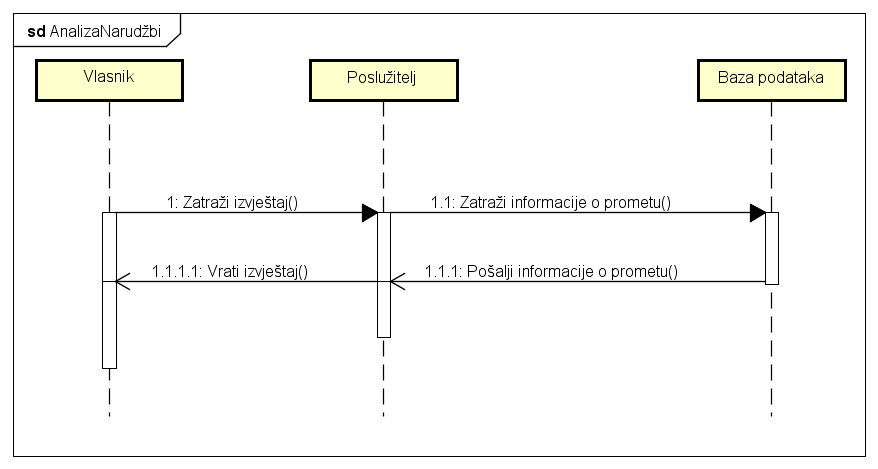 sd AnalizaNarudžbi
Vlasnik
Poslužitelj
Baza podataka
1: Zatraži izvještaj()
1.1: Zatraži informacije o prometu()
1.1.1.1: Vrati izvještaj()
1.1.1: Pošalji informacije o prometu()